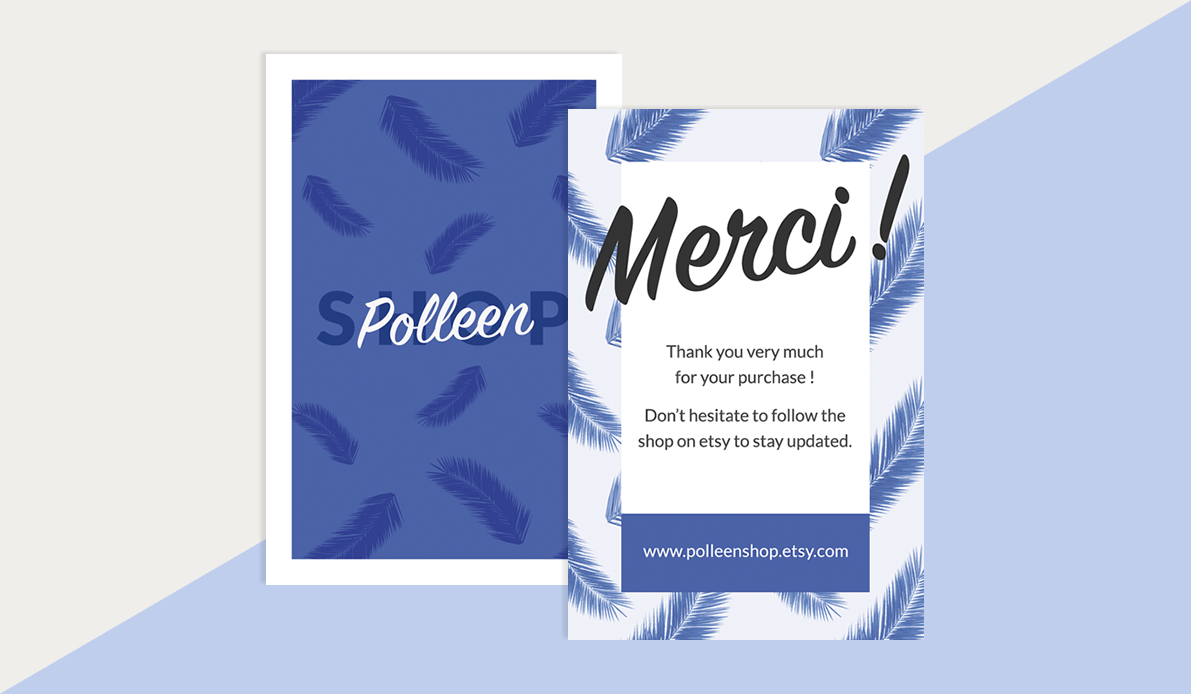 SHOP
Polleen
Merci !
Thank you very much
for your purchase !
Don’t hesitate to follow the
shop on etsy to stay updated.
www.polleenshop.etsy.com